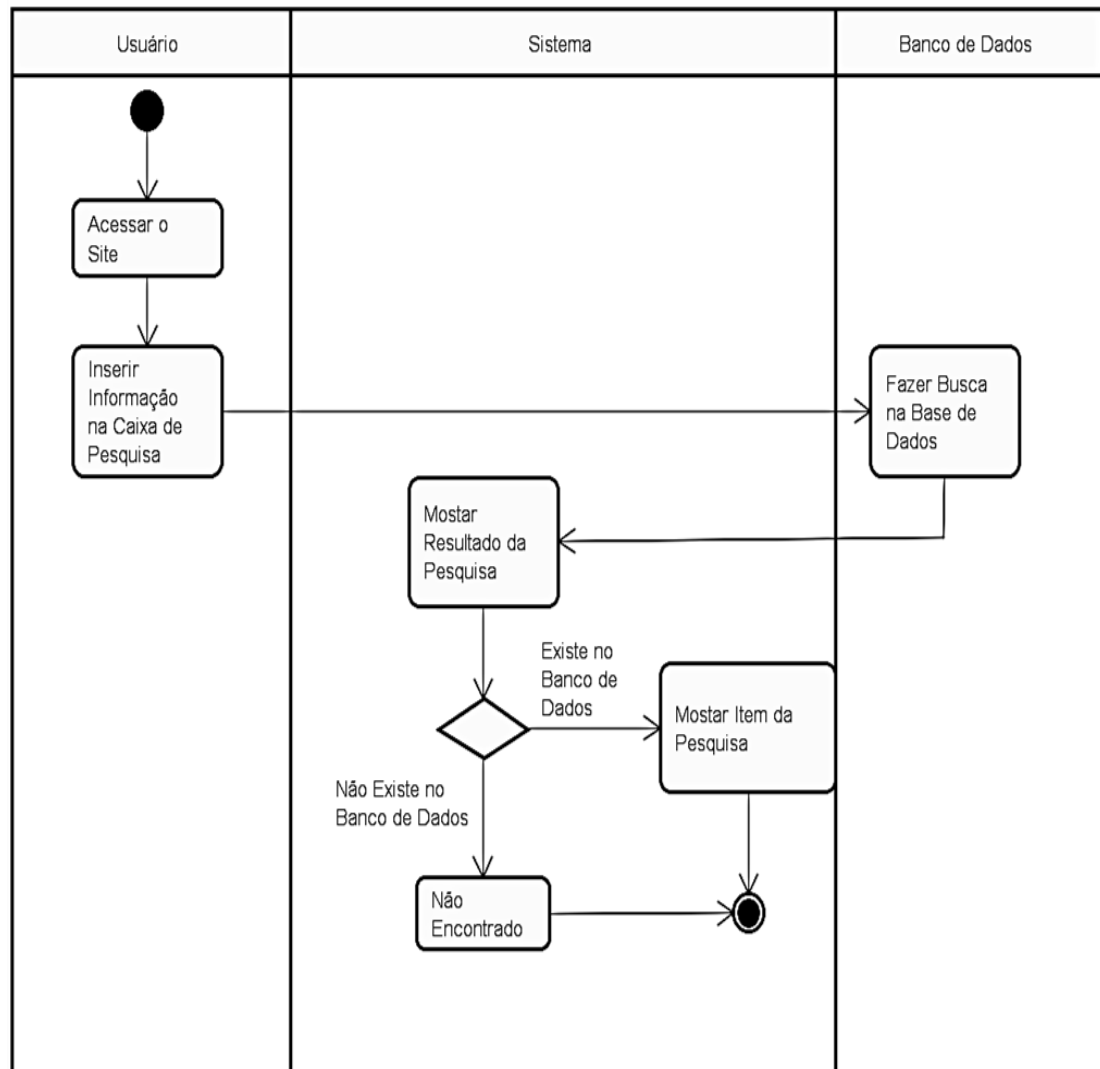 Usuário
Sistema
Banco de Dados
Acessar o
Site
Inserir
Informação
na Caixa de
Pesquisa
Fazer Busca
na Base de
Dados
Mostar
Resultado da
Pesquisa
Existe no
Banco de
Dados
Mostar Item da
Pesquisa
Não Existe no
Banco de Dados
Não
Encontrado